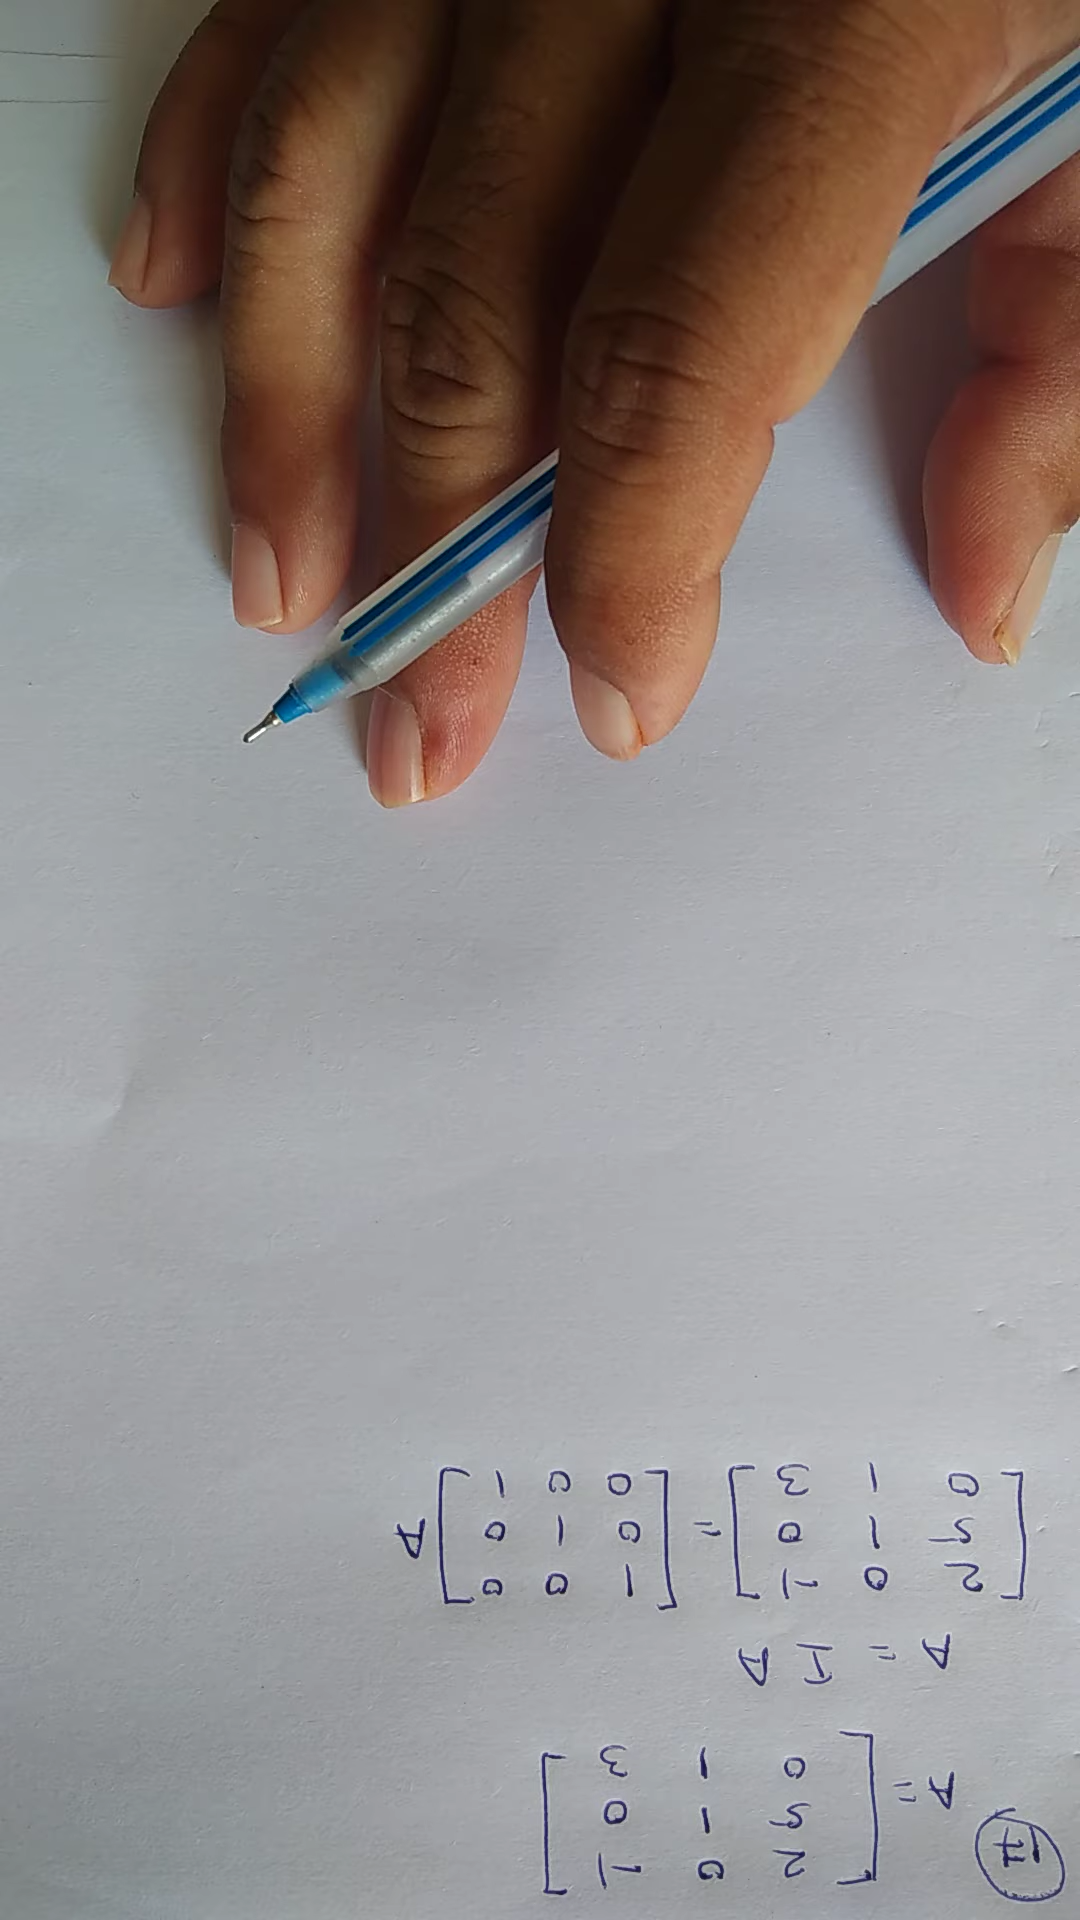 (17) A = [ 2 0 -1
5 1 0
0 1 3 ]
A = I A
[ 2 0 -1
5 1 0
0 1 3 ] = [ 1 0 0
0 1 0
0 0 1 ] A